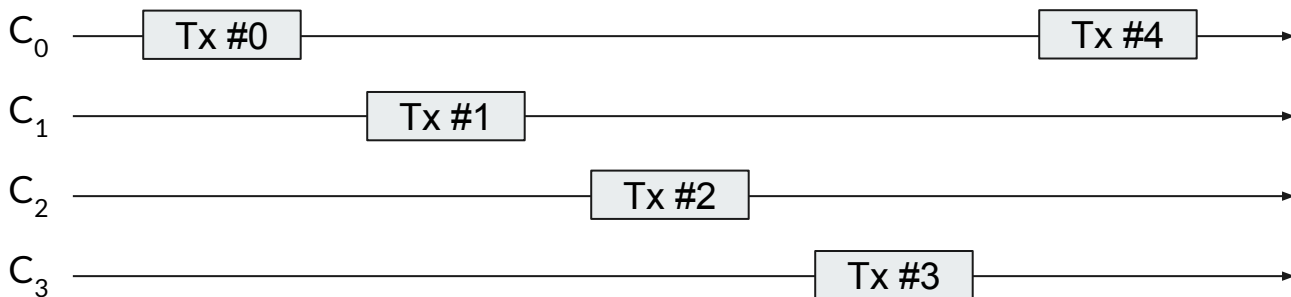 C₀ Tx #0 Tx #4
C₁ Tx #1
C₂ Tx #2
C₃ Tx #3